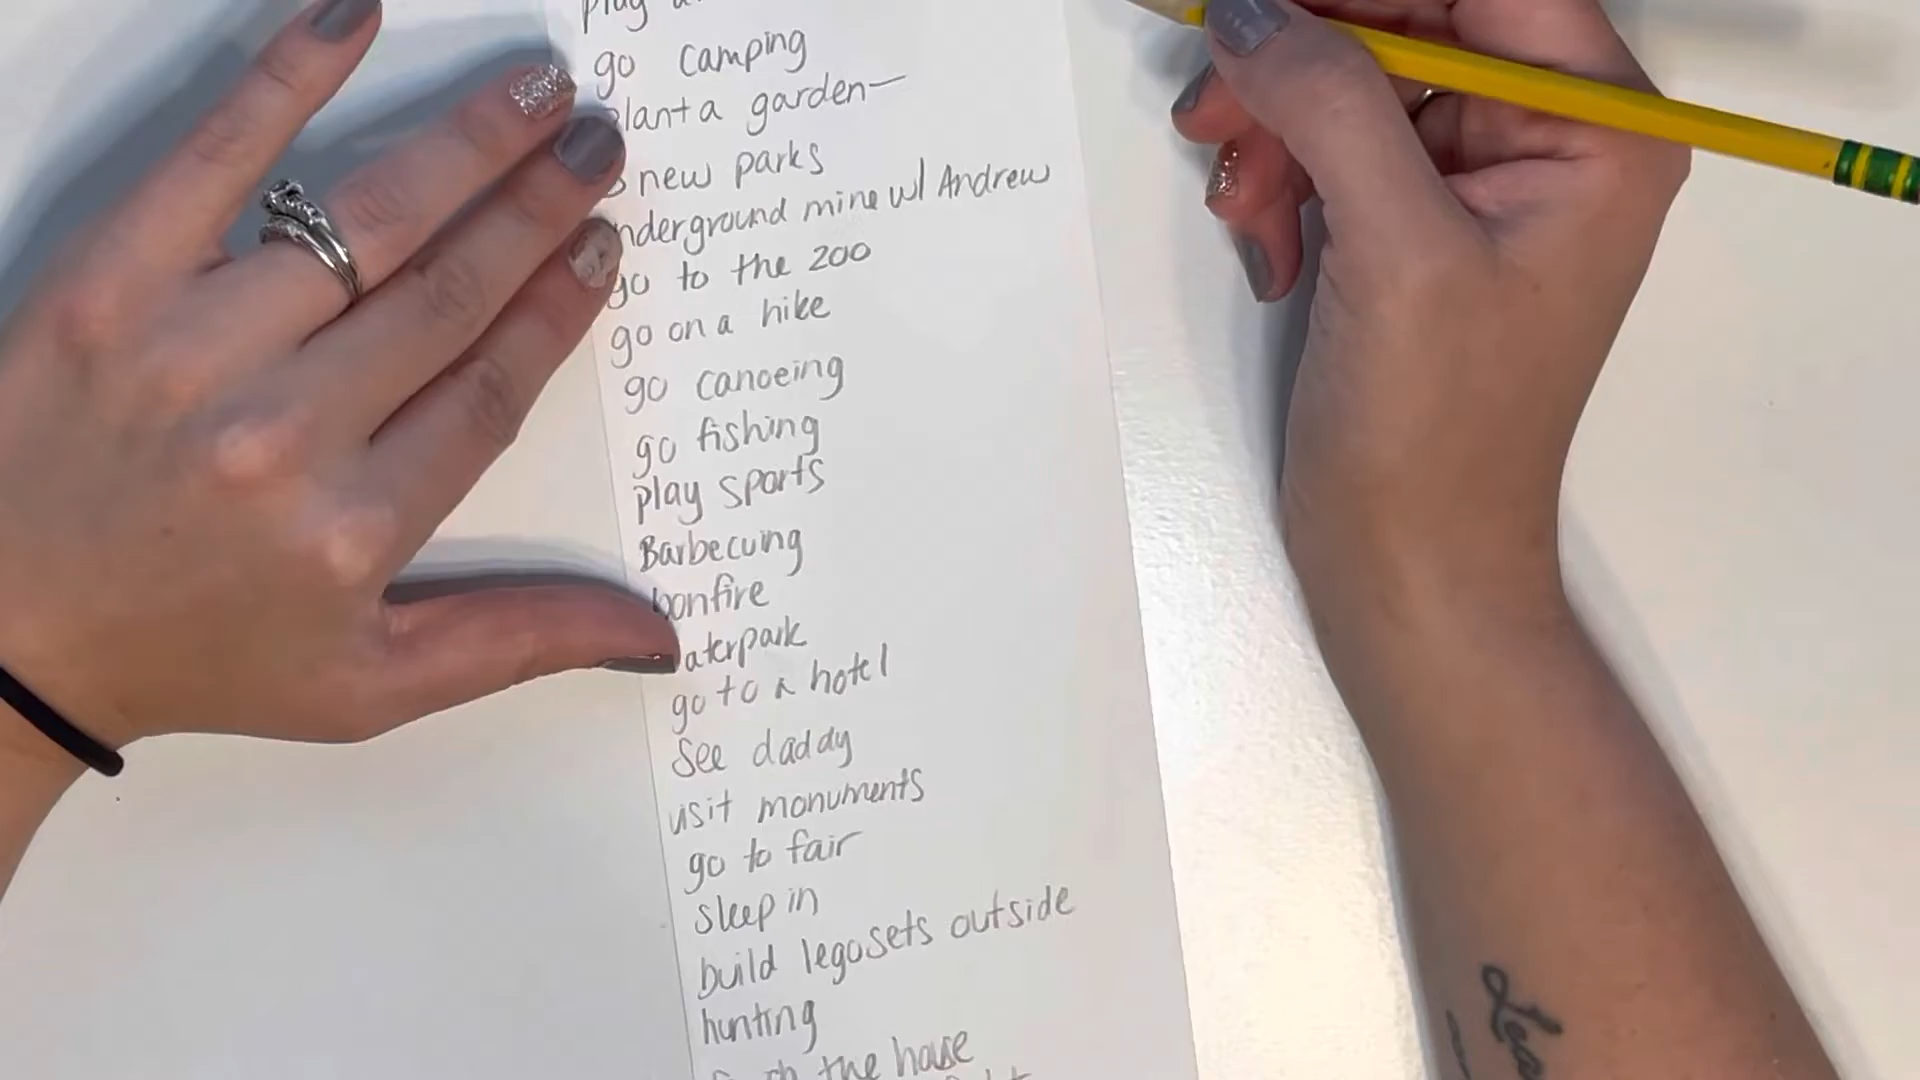 play
go camping
plant a garden—
new parks
nderground mine w/ Andrew
go to the zoo
go on a hike
go canoeing
go fishing
play sports
Barbecuing
bonfire
aterpark
go to a hotel
See daddy
visit monuments
go to fair
sleep in
build legosets outside
hunting
the house
Lea